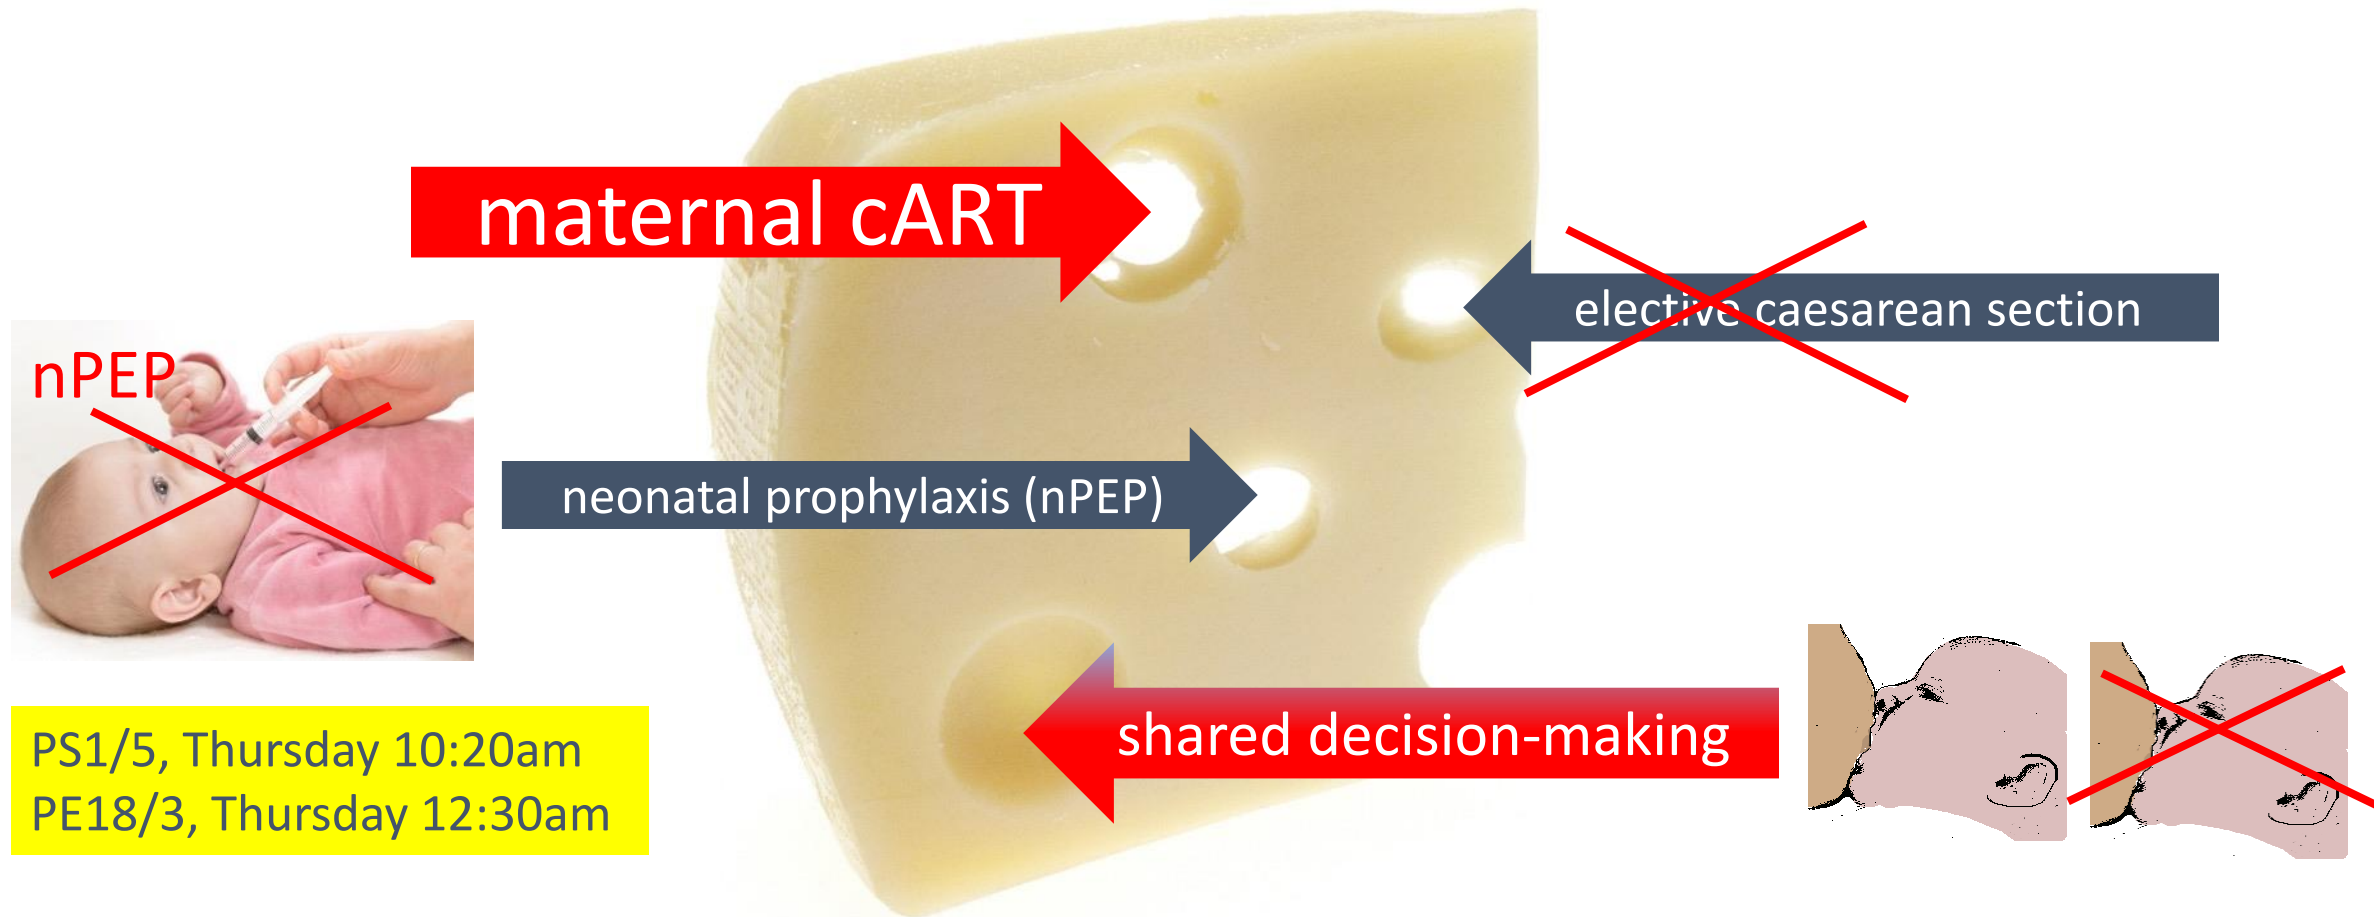 maternal cART
elective caesarean section
nPEP
neonatal prophylaxis (nPEP)
shared decision-making
PS1/5, Thursday 10:20am
PE18/3, Thursday 12:30am